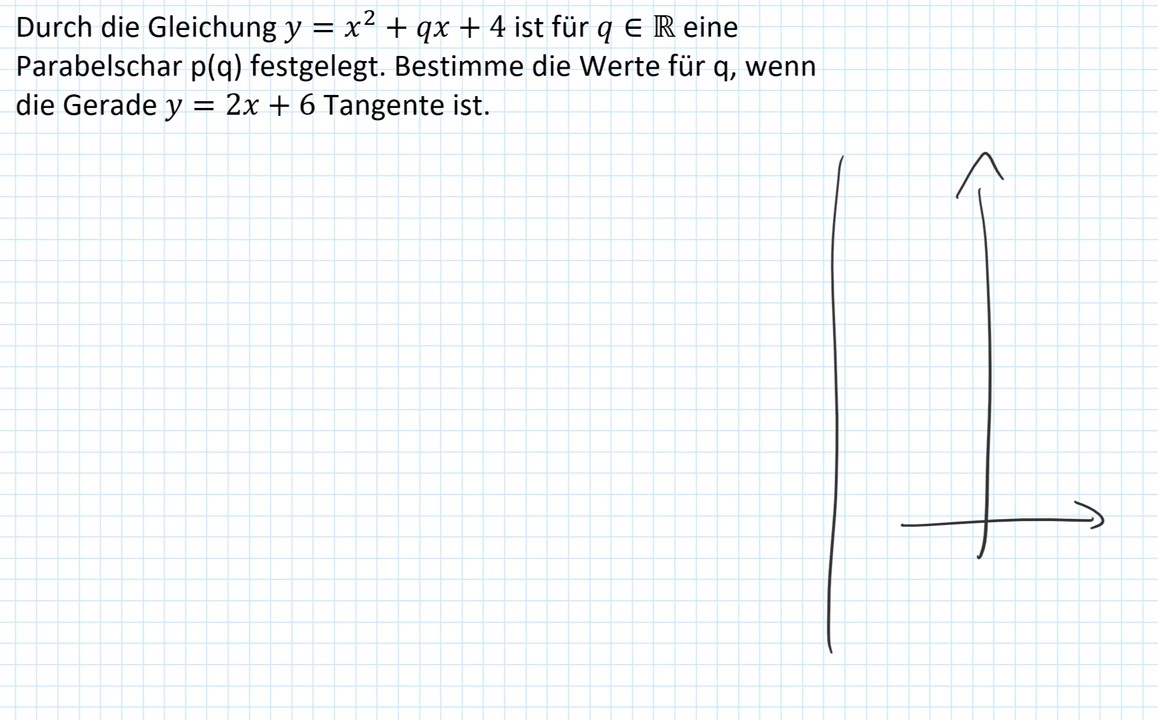 Durch die Gleichung y = x² + qx + 4 ist für q ∈ ℝ eine
Parabelschar p(q) festgelegt. Bestimme die Werte für q, wenn
die Gerade y = 2x + 6 Tangente ist.